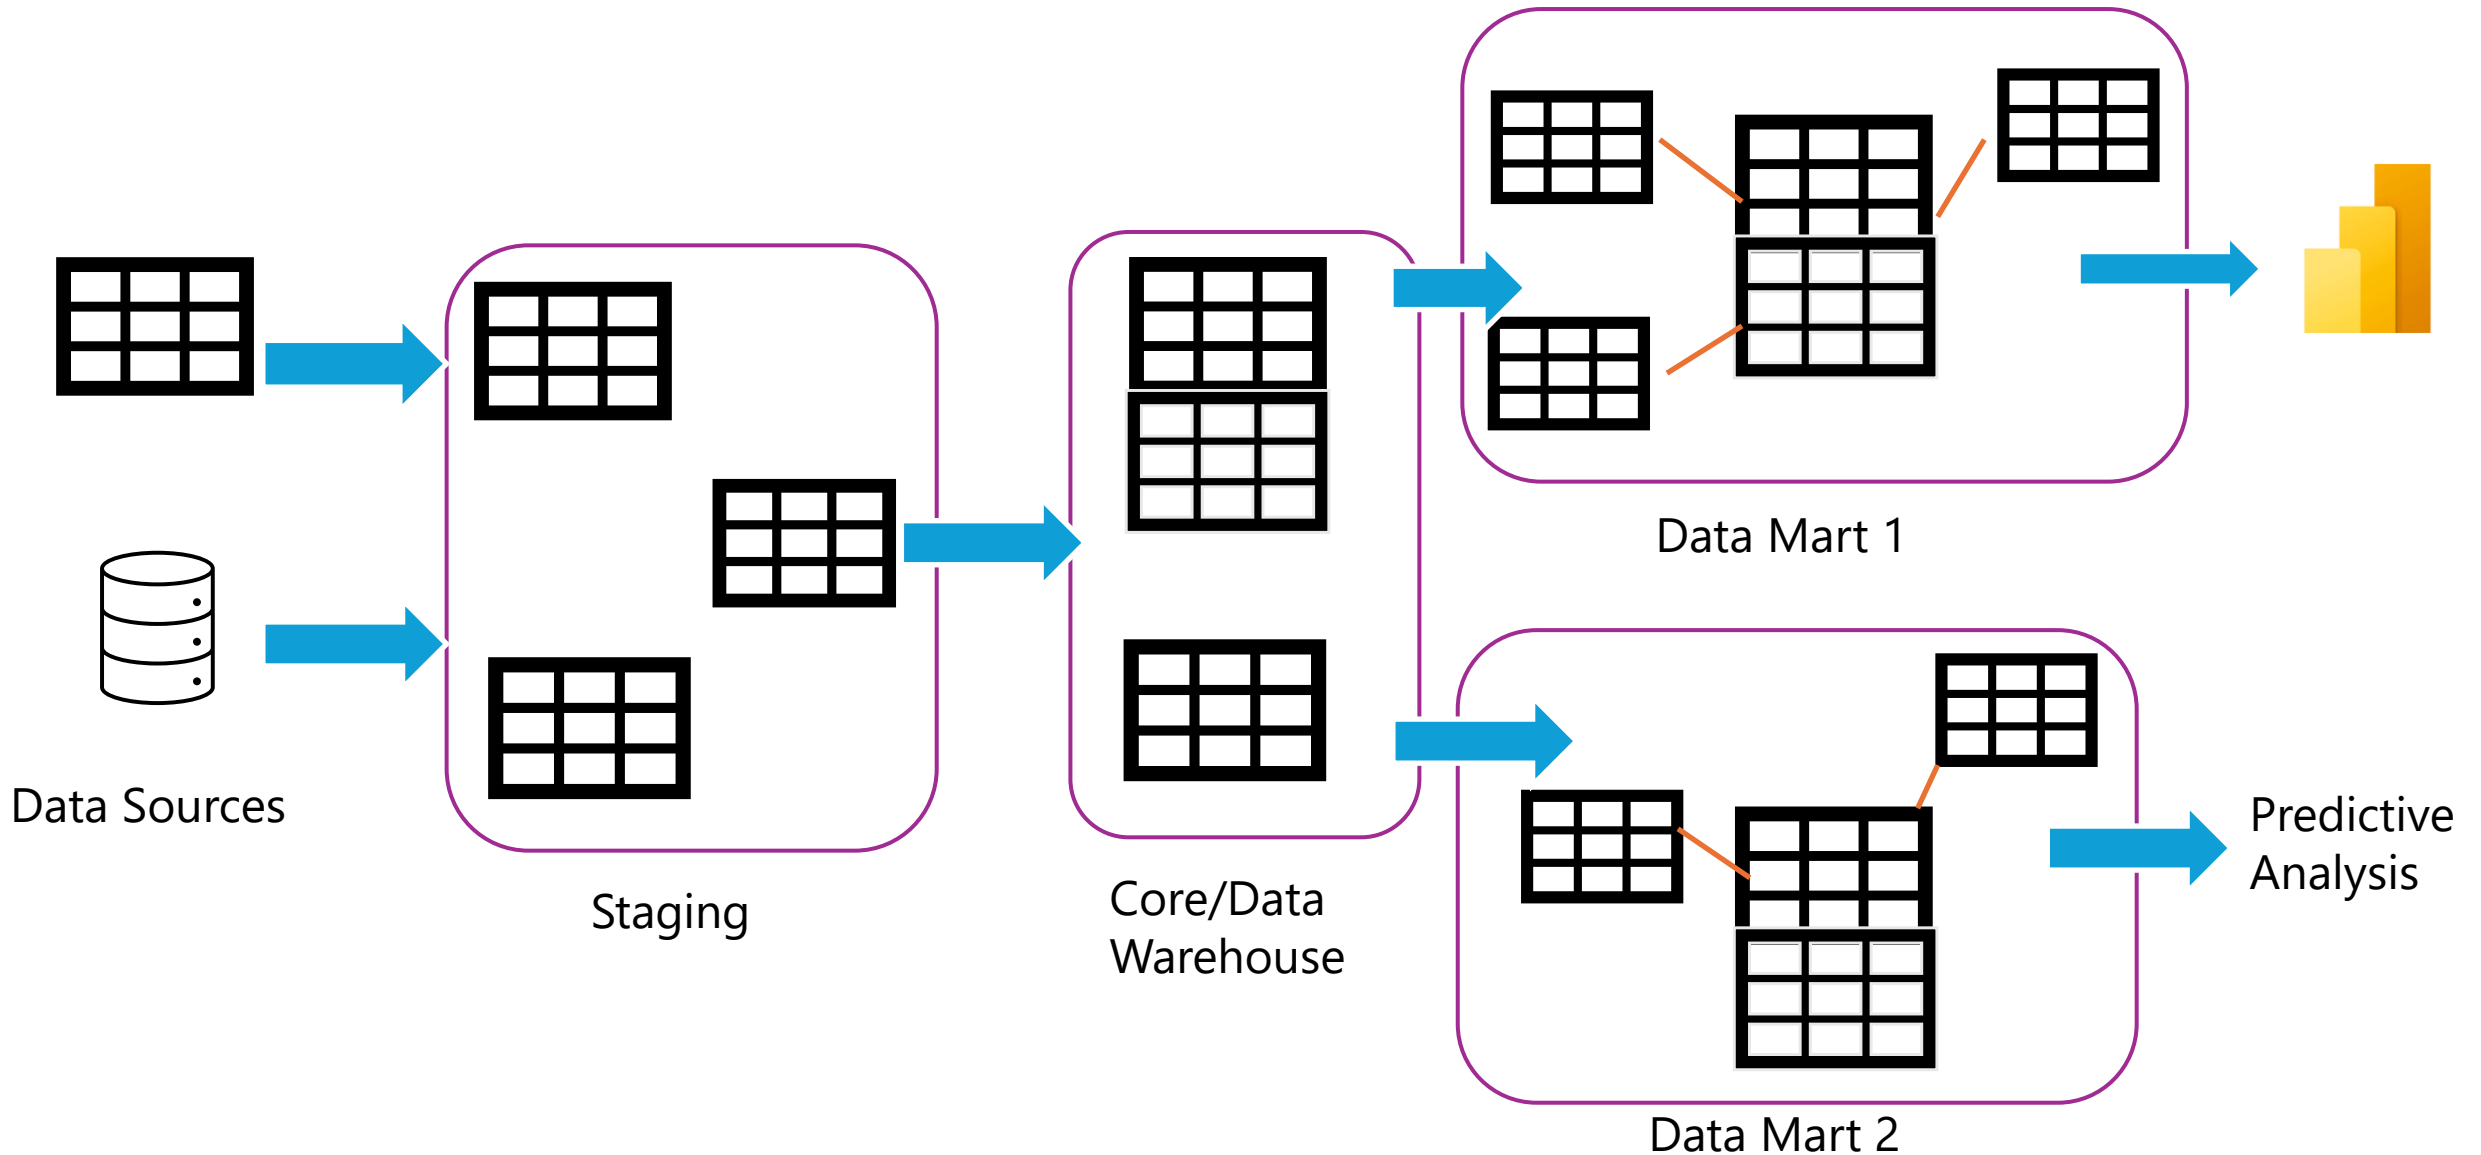 Data Sources
Staging
Core/Data
Warehouse
Data Mart 1
Data Mart 2
Predictive
Analysis